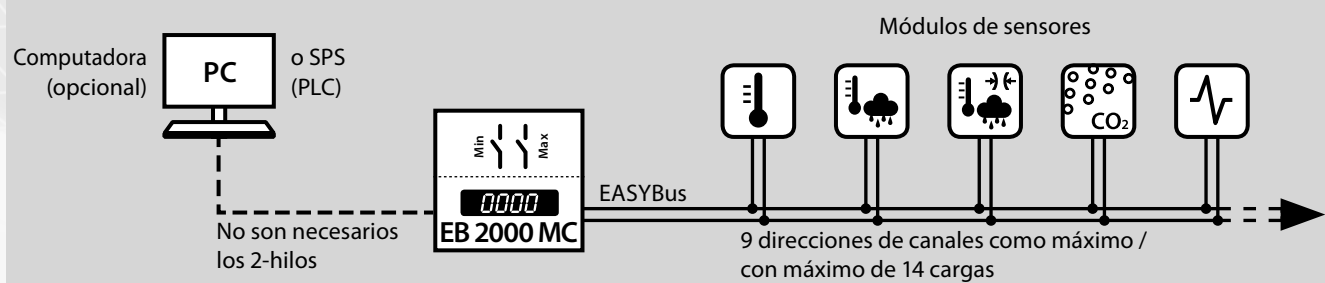 Módulos de sensores
Computadora
(opcional)
PC
o SPS
(PLC)
CO₂
Min
Max
0000
EB 2000 MC
EASYBus
No son necesarios
los 2-hilos
9 direcciones de canales como máximo /
con máximo de 14 cargas